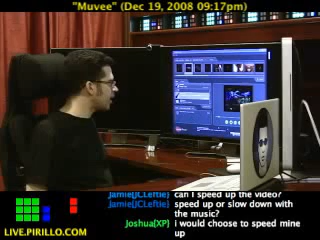 "Muvee" (Dec 19, 2008 09:17pm)
Jamie[JCLeftie] can I speed up the video?
Jamie[JCLeftie] speed up or slow down with
the music?
Joshua[XP] i would choose to speed mine
up
LIVE.PIRILLO.COM